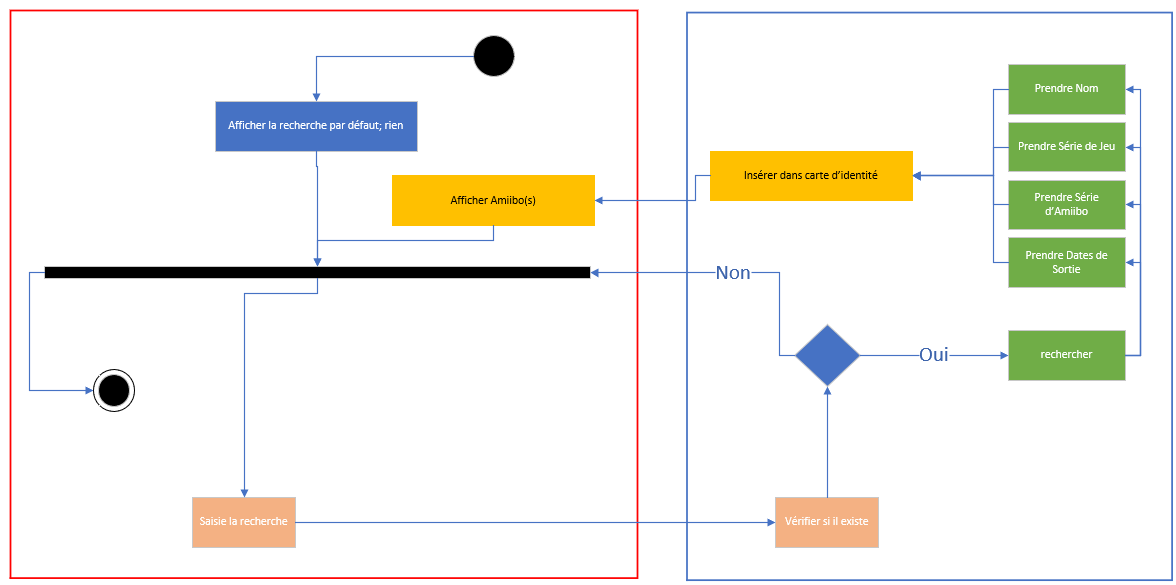 Afficher la recherche par défaut; rien
Afficher Amiibo(s)
Saisie la recherche
Insérer dans carte d'identité
Prendre Nom
Prendre Série de Jeu
Prendre Série
d'Amiibo
Prendre Dates de
Sortie
Non
Oui
rechercher
Vérifier si il existe